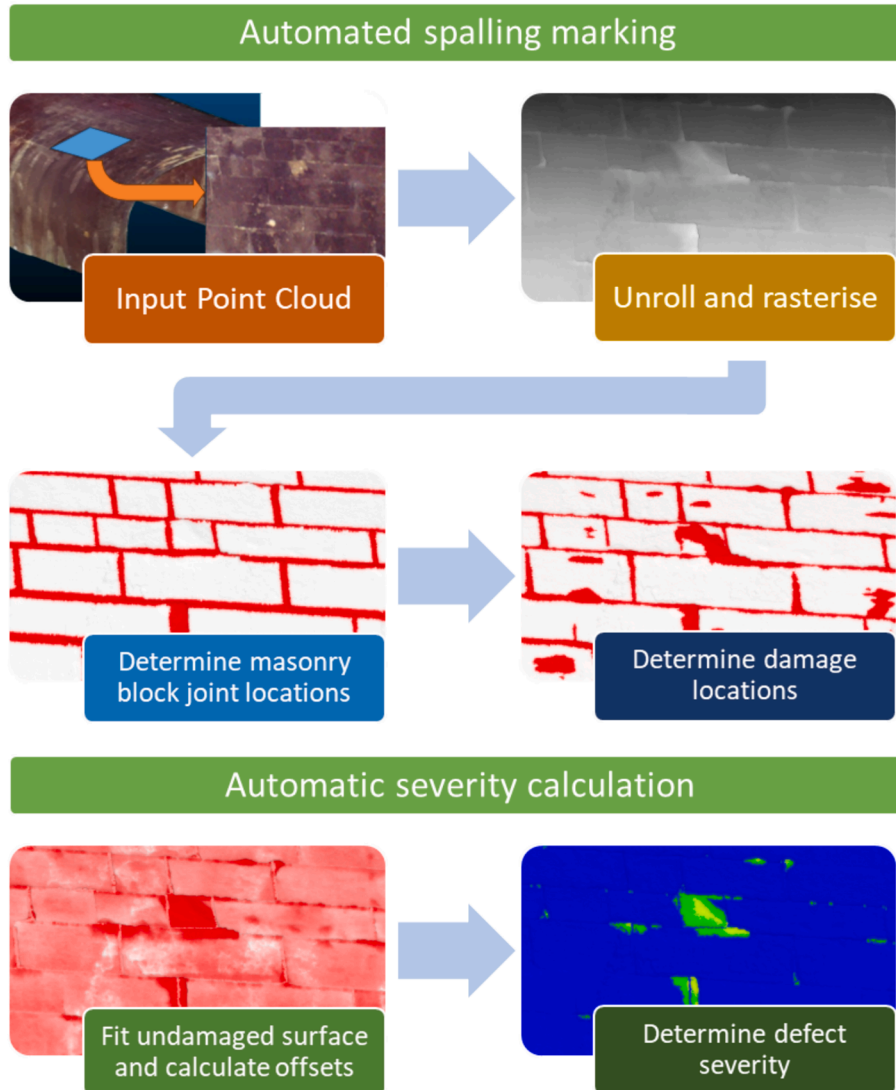 Automated spalling marking
Input Point Cloud
Unroll and rasterise
Determine masonry
block joint locations
Determine damage
locations
Automatic severity calculation
Fit undamaged surface
and calculate offsets
Determine defect
severity